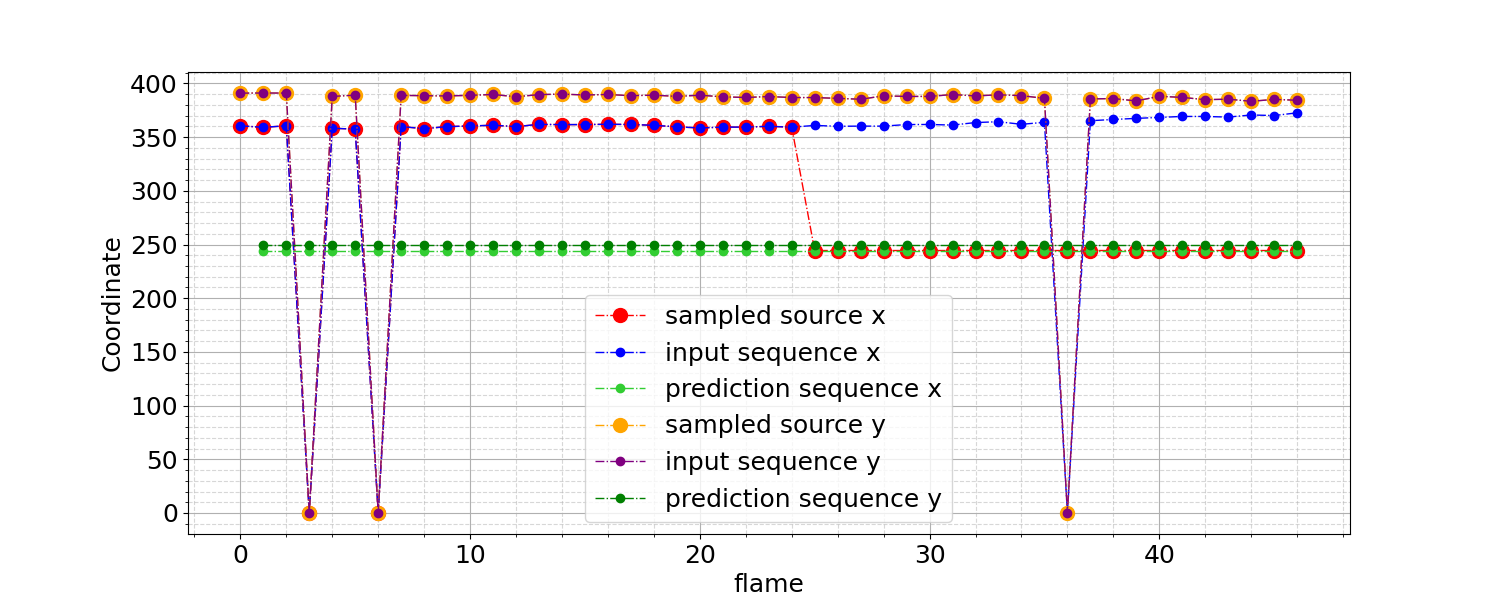 400
350
300
250
200
150
100
50
0
Coordinate
sampled source x
input sequence x
prediction sequence x
sampled source y
input sequence y
prediction sequence y
0 10 20 30 40
flame